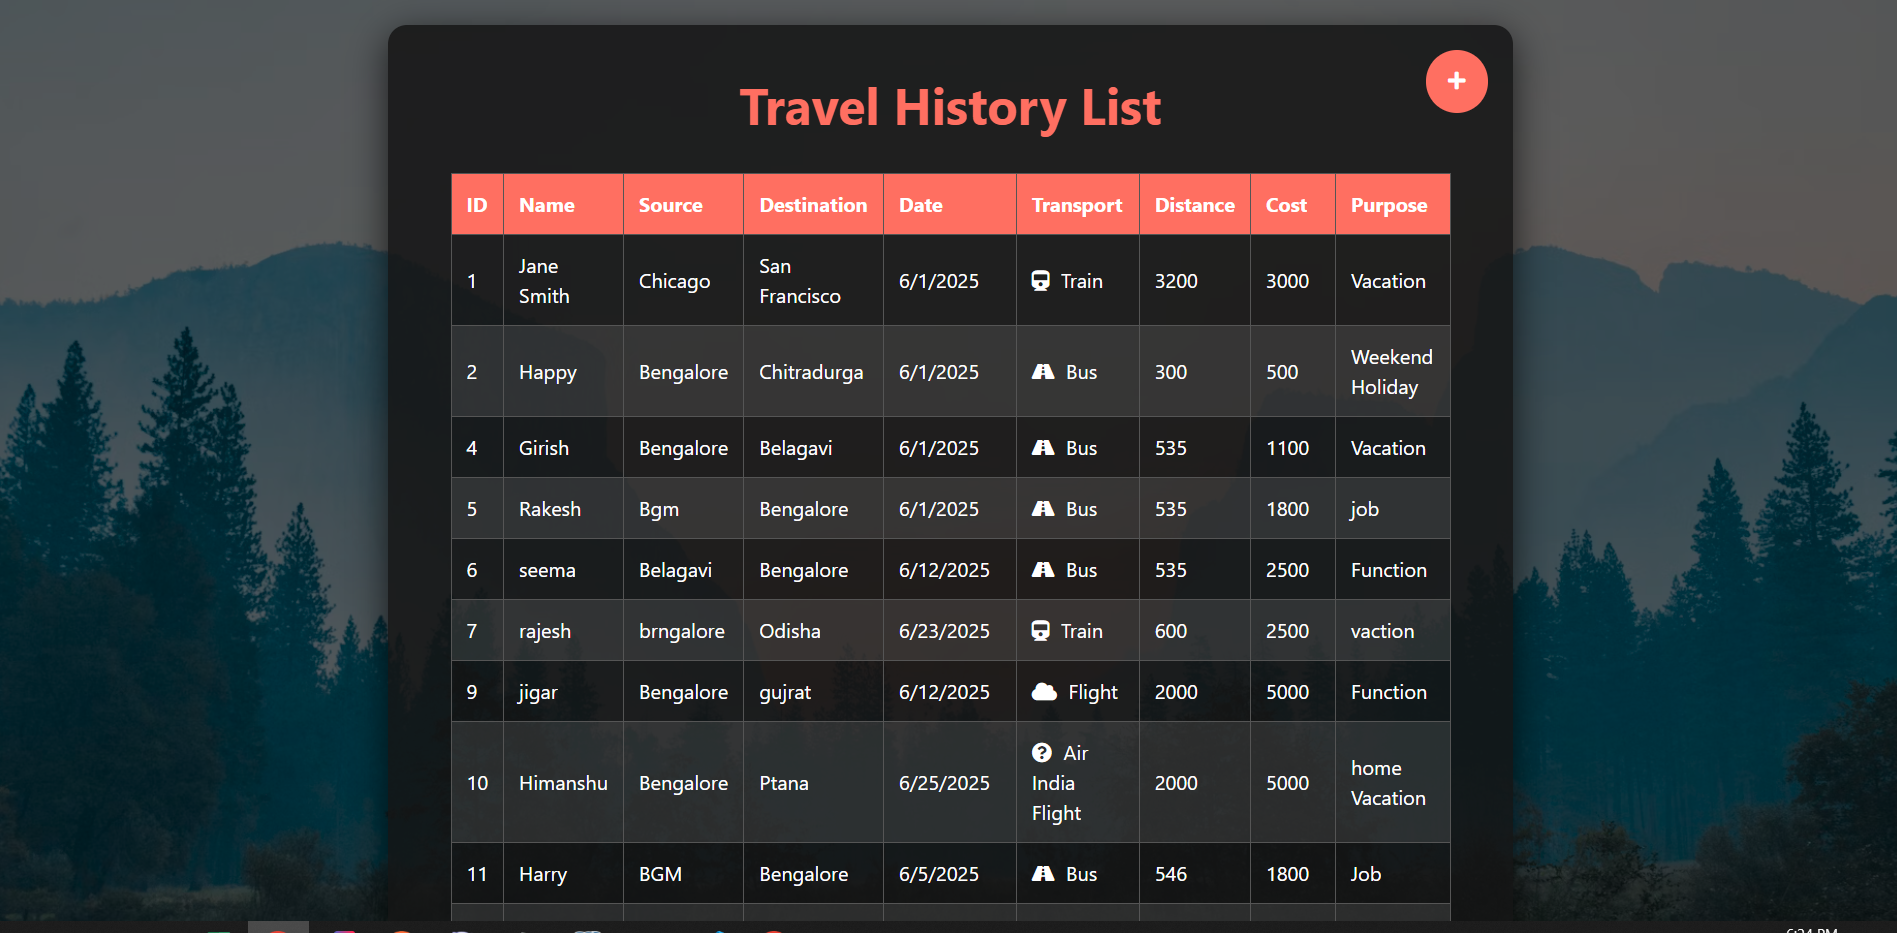 +
Travel History List
ID Name Source Destination Date Transport Distance Cost Purpose
1 Jane Smith Chicago San Francisco 6/1/2025 Train 3200 3000 Vacation
2 Happy Bengalore Chitradurga 6/1/2025 Bus 300 500 Weekend Holiday
4 Girish Bengalore Belagavi 6/1/2025 Bus 535 1100 Vacation
5 Rakesh Bgm Bengalore 6/1/2025 Bus 535 1800 job
6 seema Belagavi Bengalore 6/12/2025 Bus 535 2500 Function
7 rajesh brngalore Odisha 6/23/2025 Train 600 2500 vaction
9 jigar Bengalore gujrat 6/12/2025 Flight 2000 5000 Function
10 Himanshu Bengalore Ptana 6/25/2025 ? Air India Flight 2000 5000 home Vacation
11 Harry BGM Bengalore 6/5/2025 Bus 546 1800 Job